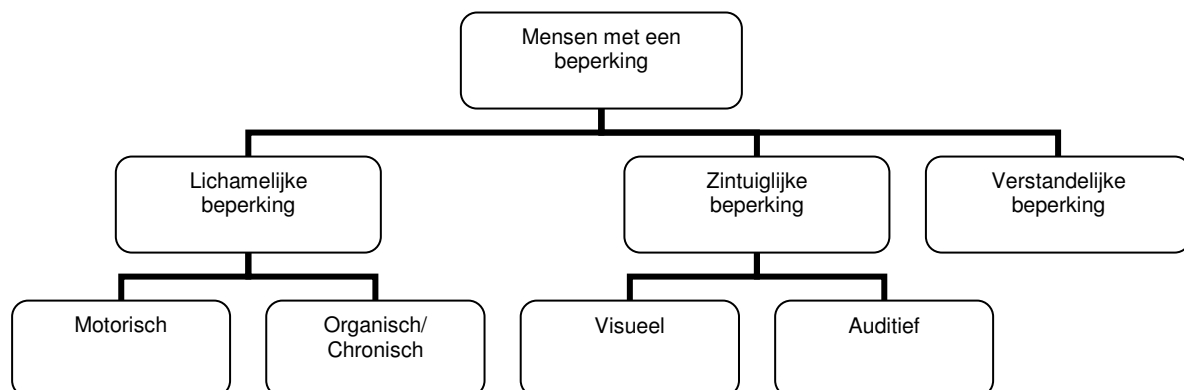 Mensen met een
beperking
Lichamelijke
beperking
Zintuiglijke
beperking
Verstandelijke
beperking
Motorisch
Organisch/
Chronisch
Visueel
Auditief